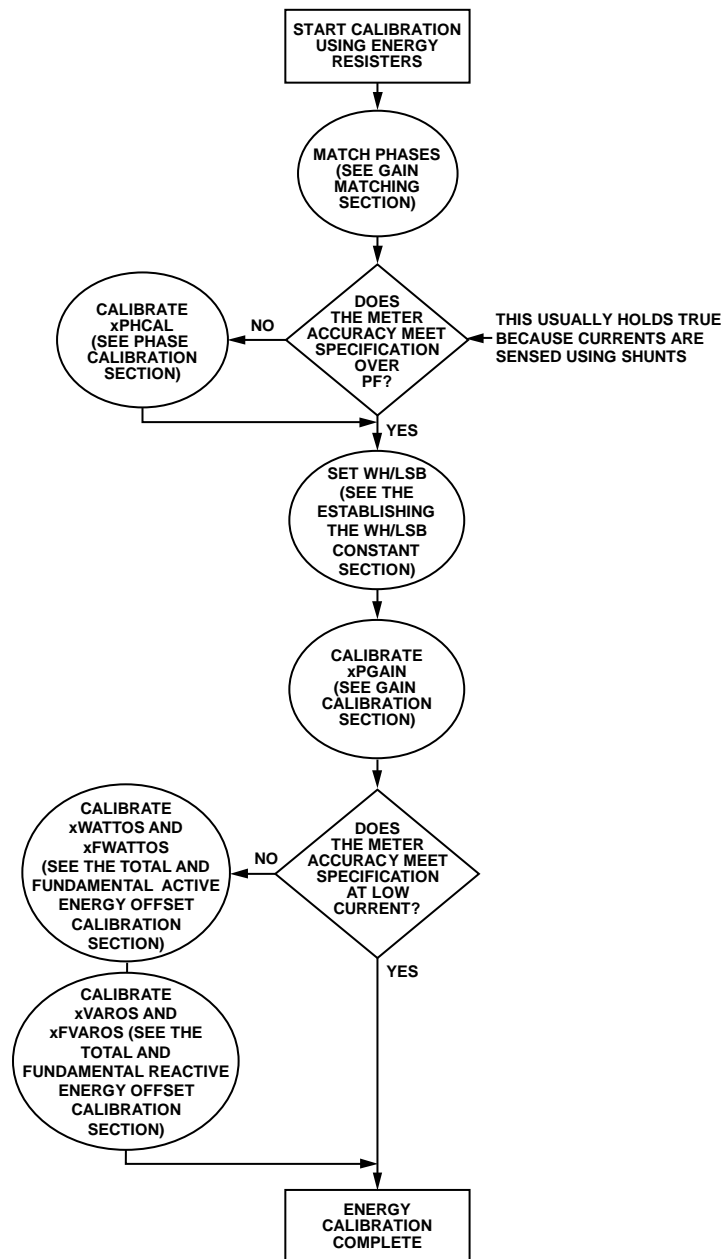 START CALIBRATION
USING ENERGY
RESISTERS
MATCH PHASES
(SEE GAIN
MATCHING
SECTION)
DOES
THE METER
ACCURACY MEET
SPECIFICATION
OVER
PF?
NO
CALIBRATE
xPHCAL
(SEE PHASE
CALIBRATION
SECTION)
THIS USUALLY HOLDS TRUE
BECAUSE CURRENTS ARE
SENSED USING SHUNTS
YES
SET WH/LSB
(SEE THE
ESTABLISHING
THE WH/LSB
CONSTANT
SECTION)
CALIBRATE
xPGAIN
(SEE GAIN
CALIBRATION
SECTION)
DOES
THE METER
ACCURACY MEET
SPECIFICATION
AT LOW
CURRENT?
NO
CALIBRATE
xWATTOS AND
xFWATTOS
(SEE THE TOTAL AND
FUNDAMENTAL ACTIVE
ENERGY OFFSET
CALIBRATION
SECTION)
YES
CALIBRATE
xVAROS AND
xFVAROS (SEE THE
TOTAL AND
FUNDAMENTAL REACTIVE
ENERGY OFFSET
CALIBRATION
SECTION)
ENERGY
CALIBRATION
COMPLETE